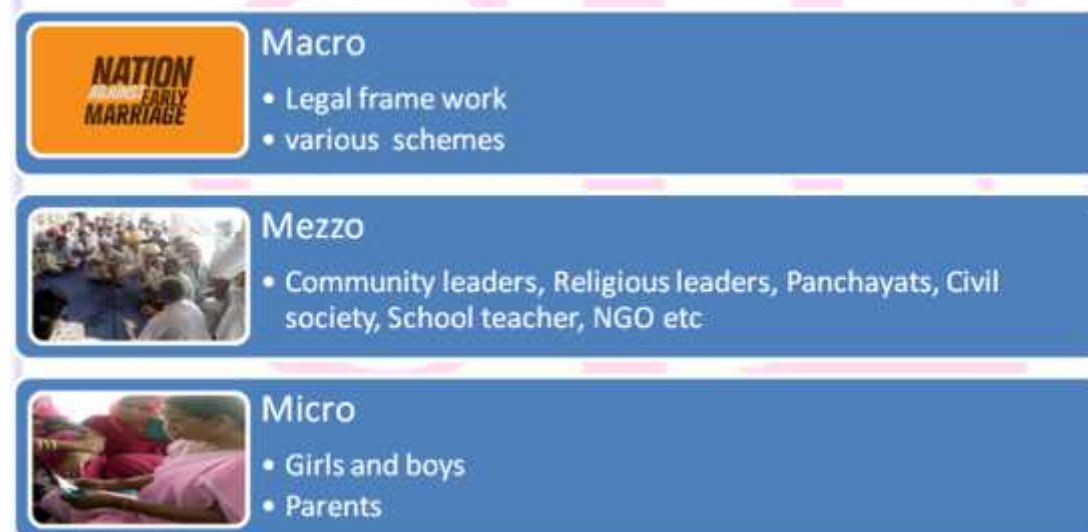 NATION
AGAINST EARLY
MARRIAGE
Macro
• Legal frame work
• various schemes
Mezzo
• Community leaders, Religious leaders, Panchayats, Civil
society, School teacher, NGO etc
Micro
• Girls and boys
• Parents